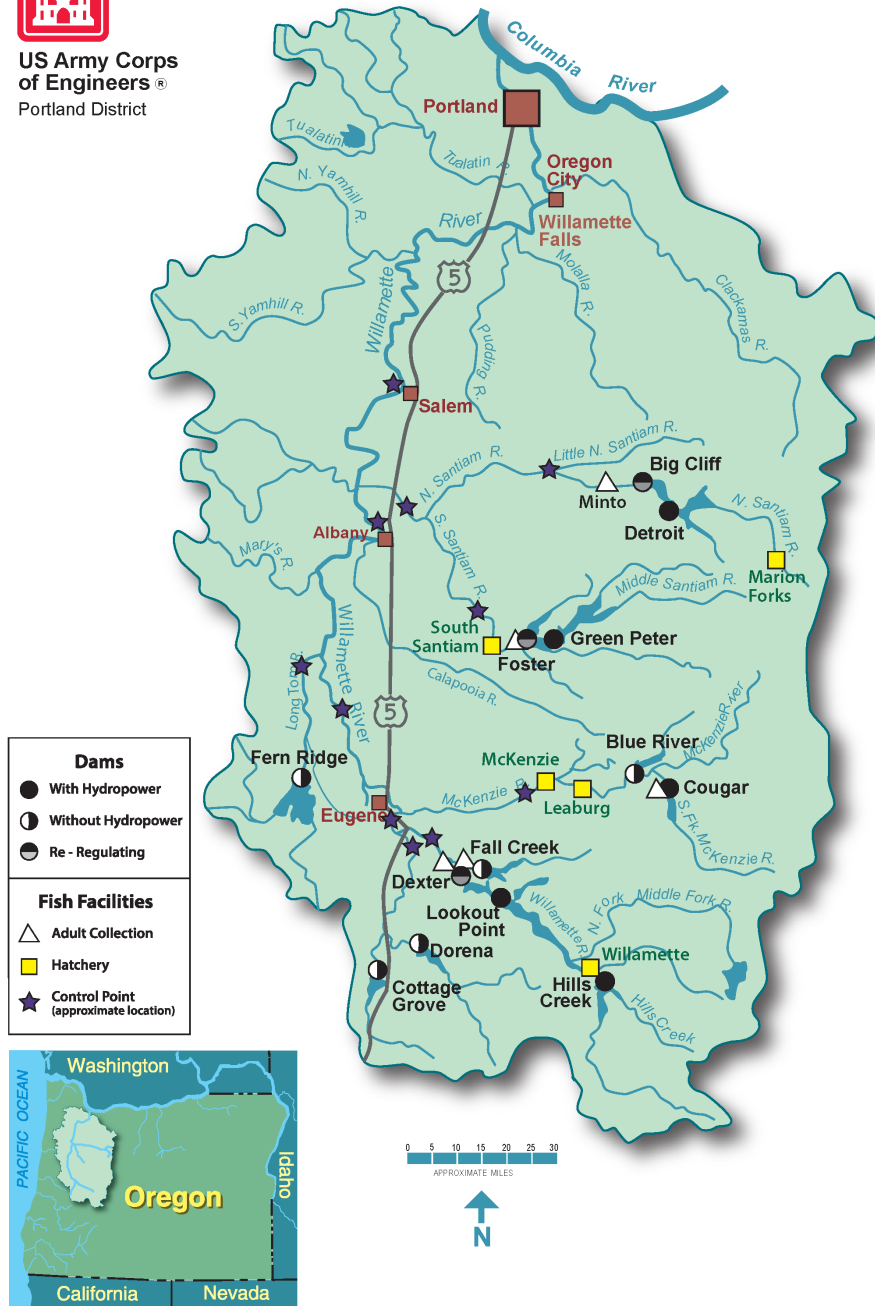 US Army Corps
of Engineers ®
Portland District
Columbia River
Portland
Tualatin
Tualatin R.
Oregon
City
N. Yamhill R.
River
Willamette
Falls
5
Molalla R.
Clackamas R.
S.Yamhill R.
Willamette
Pudding R.
Salem
N. Santiam R.
Little N. Santiam R.
Big Cliff
Minto
N. Santiam R.
Detroit
Albany
Mary's R.
S. Santiam R.
Marion
Forks
Middle Santiam R.
South
Santiam
Green Peter
Foster
Willamette River
Long Tom R.
Calapooia R.
5
McKenzie River
Blue River
Fern Ridge
McKenzie
Cougar
McKenzie R.
Leaburg
Eugene
S.Fk.McKenzie R.
Fall Creek
Dexter
Lookout
Point
Willamette R.
N. Fork Middle Fork R.
Dorena
Willamette
Hills
Creek
Cottage
Grove
Hills Creek
Dams
With Hydropower
Without Hydropower
Re - Regulating
Fish Facilities
Adult Collection
Hatchery
Control Point
(approximate location)
0 5 10 15 20 25 30
APPROXIMATE MILES
N
Washington
PACIFIC OCEAN
Oregon
Idaho
California
Nevada